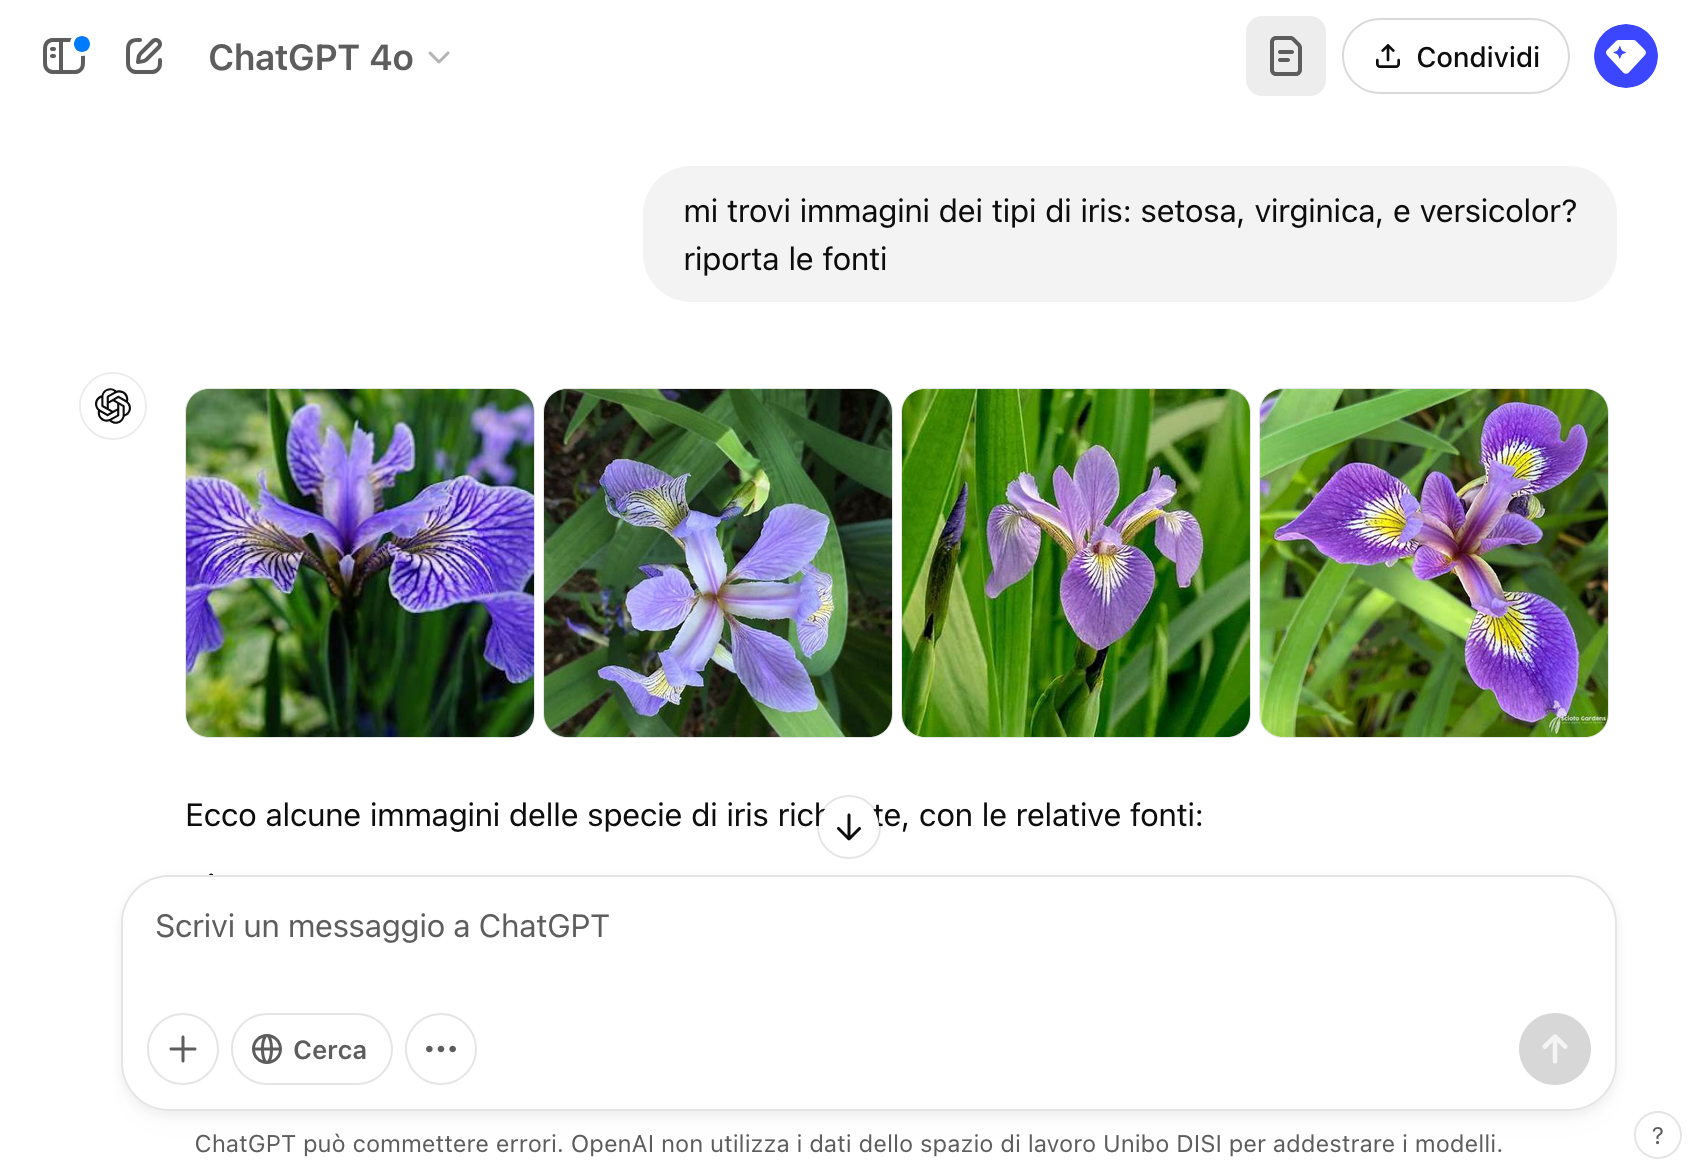 ChatGPT 4o
Condividi
mi trovi immagini dei tipi di iris: setosa, virginica, e versicolor?
riporta le fonti
Scioto Gardens
Ecco alcune immagini delle specie di iris te, con le relative fonti:
Scrivi un messaggio a ChatGPT
Cerca
ChatGPT può commettere errori. OpenAI non utilizza i dati dello spazio di lavoro Unibo DISI per addestrare i modelli.
?